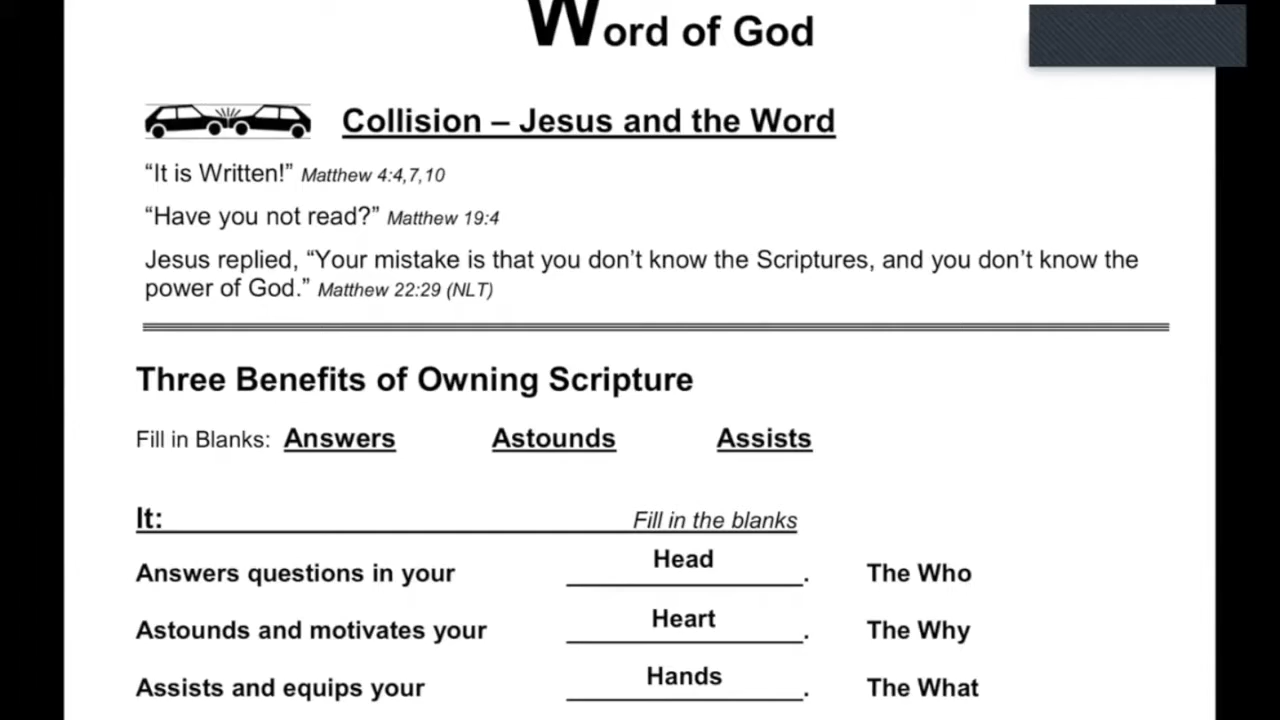 Word of God
Collision – Jesus and the Word
“It is Written!” Matthew 4:4,7,10
“Have you not read?” Matthew 19:4
Jesus replied, “Your mistake is that you don’t know the Scriptures, and you don’t know the
power of God.” Matthew 22:29 (NLT)
Three Benefits of Owning Scripture
Fill in Blanks: Answers Astounds Assists
It: Fill in the blanks
Answers questions in your Head. The Who
Astounds and motivates your Heart. The Why
Assists and equips your Hands. The What